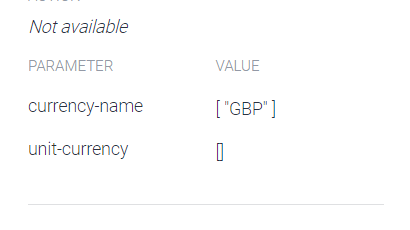 Not available
PARAMETER VALUE
currency-name [ "GBP" ]
unit-currency []